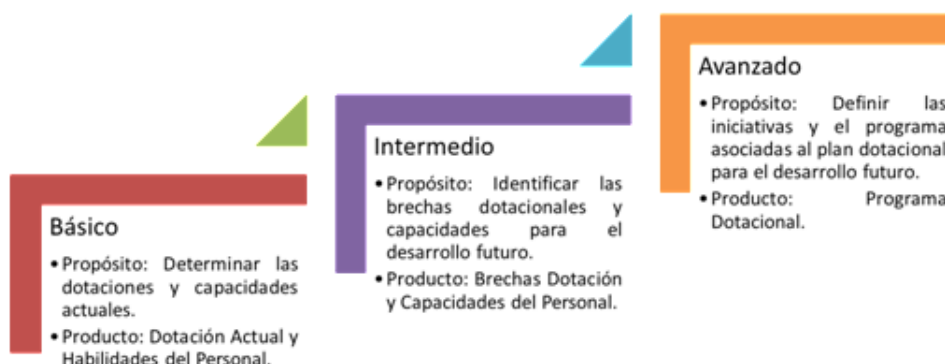 Básico
• Propósito: Determinar las
dotaciones y capacidades
actuales.
• Producto: Dotación Actual y
Habilidades del Personal.
Intermedio
• Propósito: Identificar las
brechas dotacionales y
capacidades para el
desarrollo futuro.
• Producto: Brechas Dotación
y Capacidades del Personal.
Avanzado
• Propósito: Definir las
iniciativas y el programa
asociadas al plan dotacional
para el desarrollo futuro.
• Producto: Programa
Dotacional.